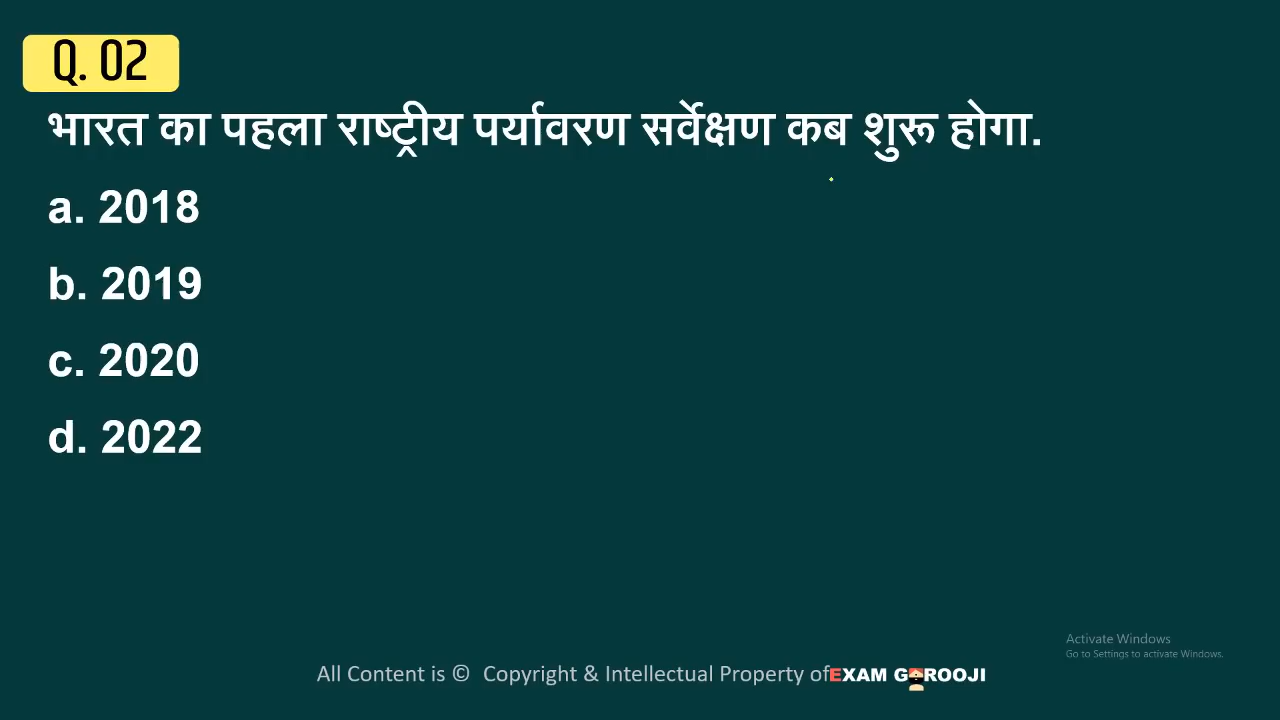 Q. 02
भारत का पहला राष्ट्रीय पर्यावरण सर्वेक्षण कब शुरू होगा.
a. 2018
b. 2019
c. 2020
d. 2022
Activate Windows
Go to Settings to activate Windows.
All Content is © Copyright & Intellectual Property of EXAM GUROOJI